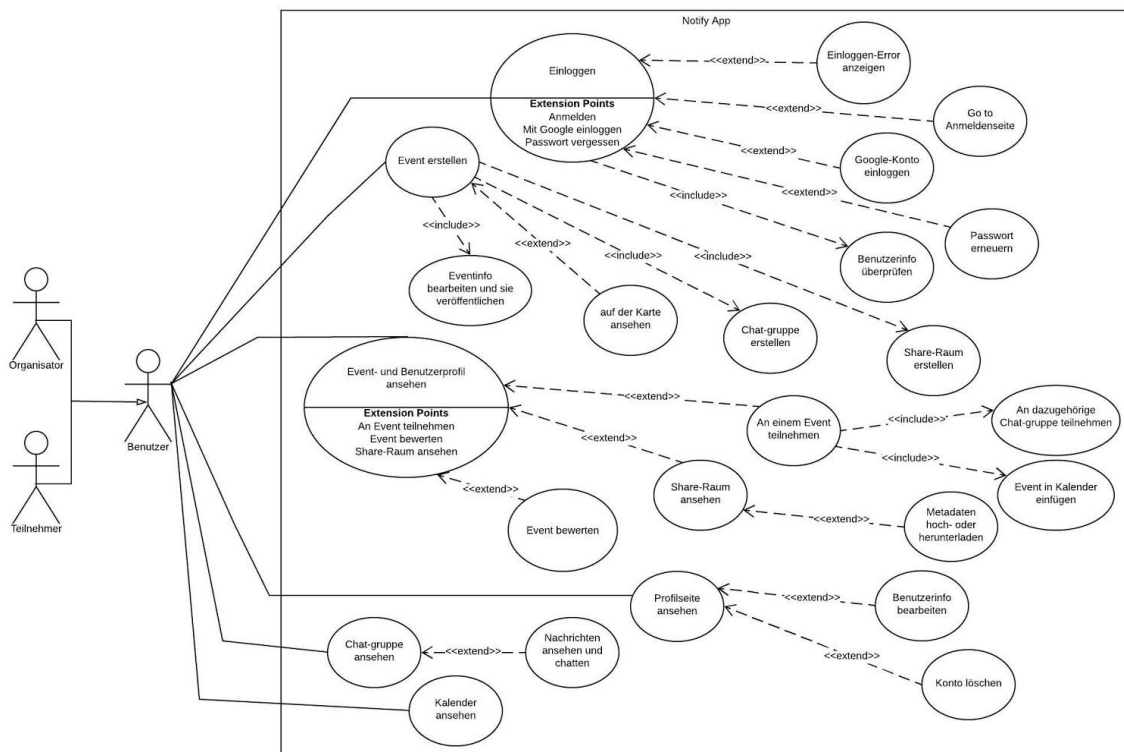 Notify App
Einloggen
Extension Points
Anmelden
Mit Google einloggen
Passwort vergessen
<<extend>>
Einloggen-Error
anzeigen
<<extend>>
Go to
Anmeldenseite
<<extend>>
Google-Konto
einloggen
<<extend>>
Passwort
erneuern
<<include>>
Benutzerinfo
überprüfen
Event erstellen
<<include>>
Eventinfo
bearbeiten und sie
veröffentlichen
<<extend>>
auf der Karte
ansehen
<<include>>
Chat-gruppe
erstellen
<<include>>
Share-Raum
erstellen
Organisator
Benutzer
Teilnehmer
Event- und Benutzerprofil
ansehen
Extension Points
An Event teilnehmen
Event bewerten
Share-Raum ansehen
<<extend>>
An einem Event
teilnehmen
<<include>>
An dazugehörige
Chat-gruppe teilnehmen
<<include>>
Event in Kalender
einfügen
<<extend>>
Share-Raum
ansehen
<<extend>>
Metadaten
hoch- oder
herunterladen
<<extend>>
Event bewerten
Profilseite
ansehen
<<extend>>
Benutzerinfo
bearbeiten
<<extend>>
Konto löschen
Chat-gruppe
ansehen
<<extend>>
Nachrichten
ansehen und
chatten
Kalender
ansehen